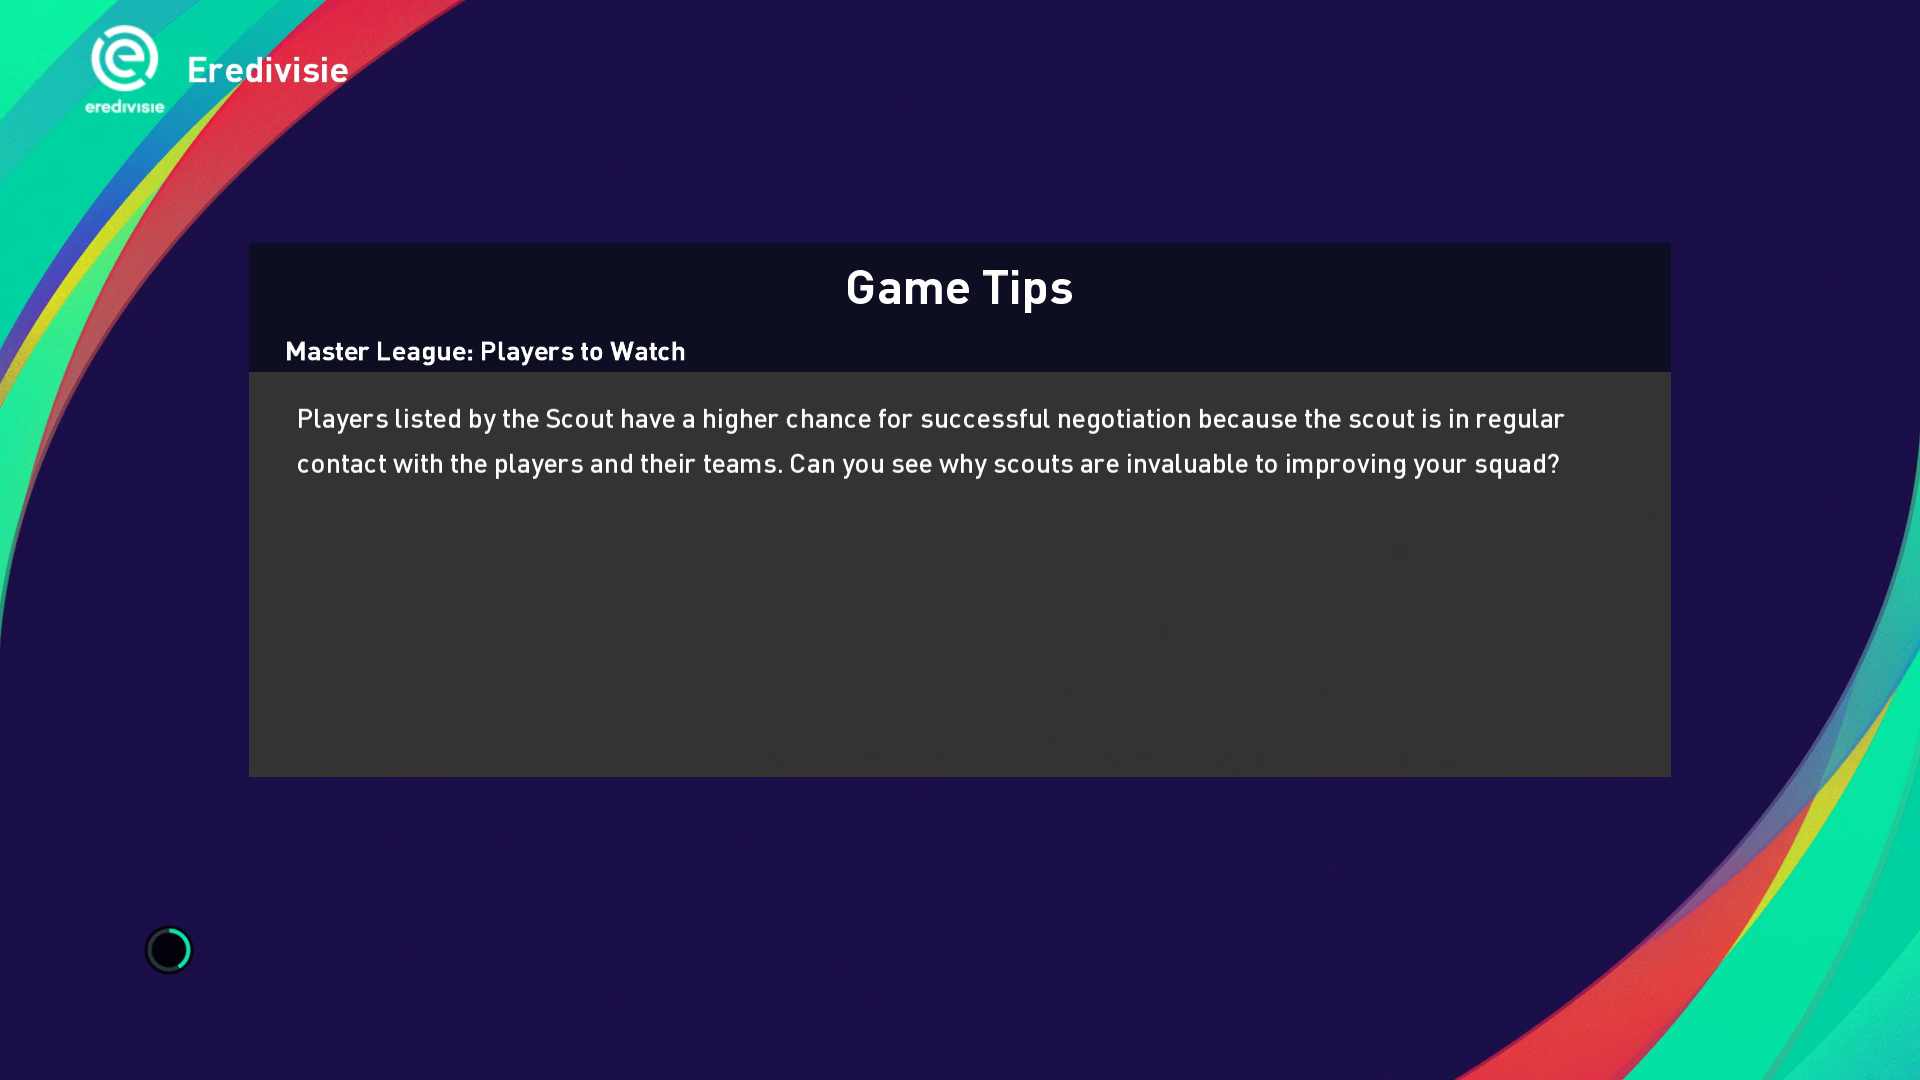 eredivisie
Eredivisie
Game Tips
Master League: Players to Watch
Players listed by the Scout have a higher chance for successful negotiation because the scout is in regular
contact with the players and their teams. Can you see why scouts are invaluable to improving your squad?